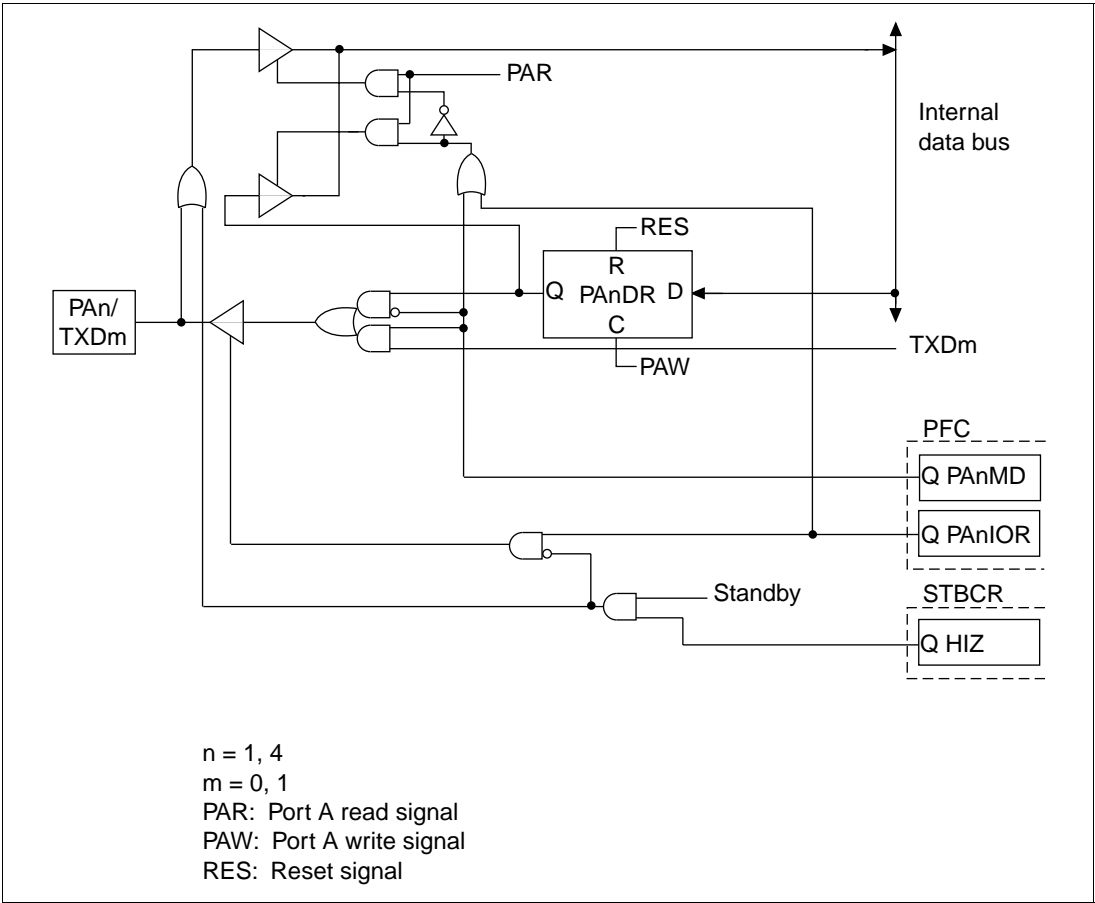 PAR
Internal
data bus
RES
R
Q PAnDR D
C
PAn/
TXDm
TXDm
PAW
PFC
Q PAnMD
Q PAnIOR
Standby
STBCR
Q HIZ
n = 1, 4
m = 0, 1
PAR: Port A read signal
PAW: Port A write signal
RES: Reset signal